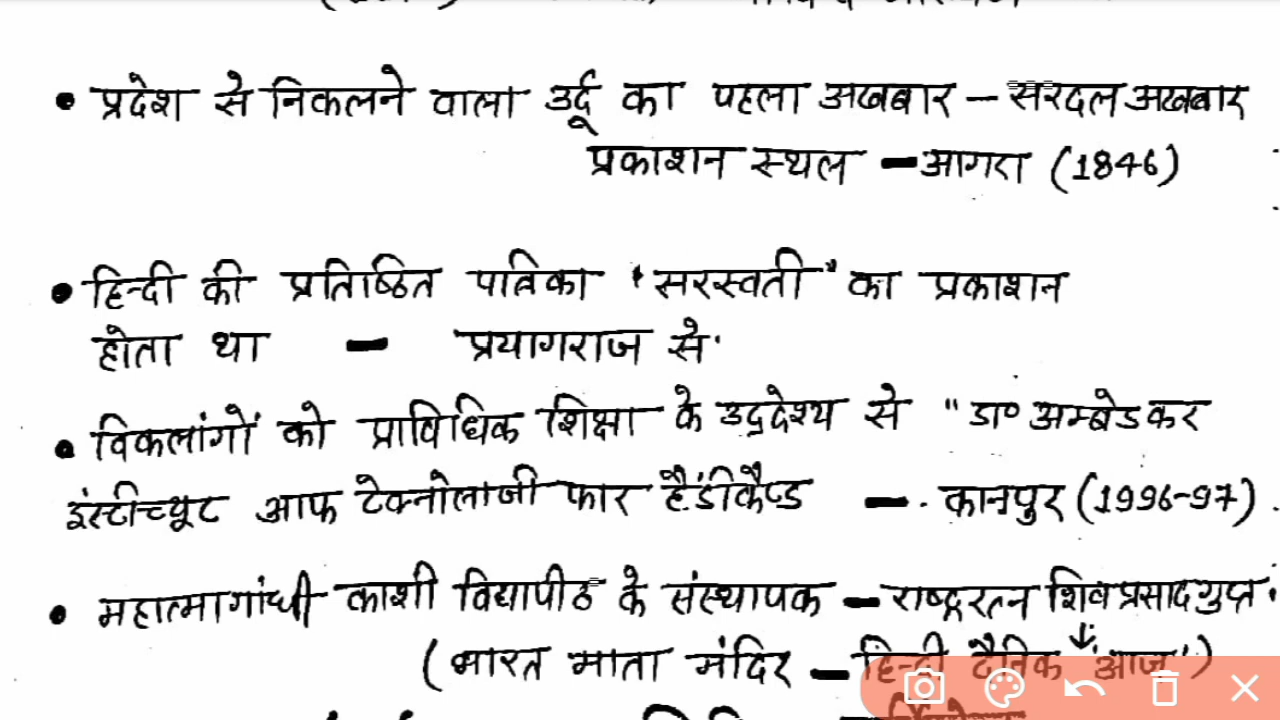 • प्रदेश से निकलने वाला उर्दू का पहला अखबार – सरदल अखबार
प्रकाशन स्थल – आगरा (1846)
• हिन्दी की प्रतिष्ठित पत्रिका "सरस्वती" का प्रकाशन
होता था – प्रयागराज से.
• विकलांगों को प्राविधिक शिक्षा के उद्देश्य से "डा० अम्बेडकर
इंस्टीच्यूट आफ टेक्नोलाजी फार हैंडीकैप्ड – कानपुर (1996-97).
• महात्मागांधी काशी विद्यापीठ के संस्थापक – राष्ट्ररत्न शिवप्रसाद गुप्त
(भारत माता मंदिर – हिन्दी दैनिक 'आज')